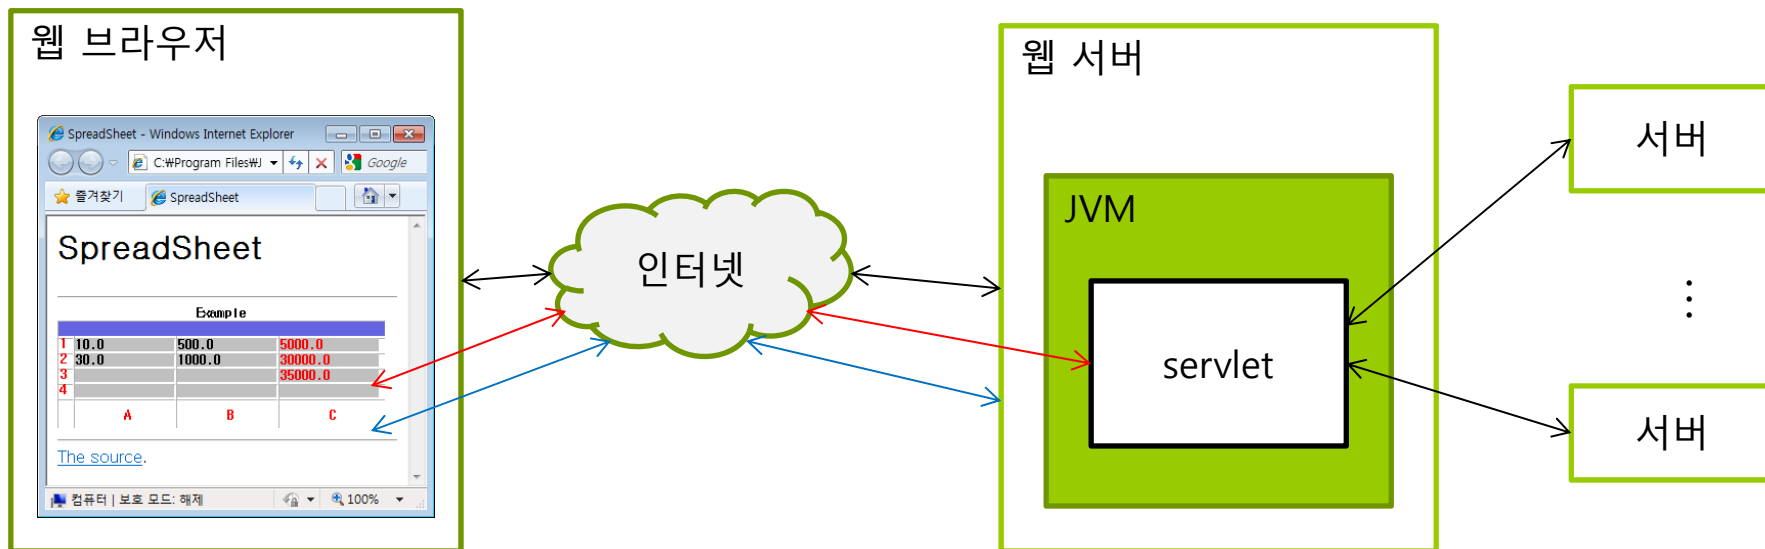 웹 브라우저
SpreadSheet - Windows Internet Explorer
C:₩Program Files₩J
Google
즐겨찾기
SpreadSheet
SpreadSheet
Example
1 10.0 500.0 5000.0
2 30.0 1000.0 30000.0
3 35000.0
4
A B C
The source.
컴퓨터 | 보호 모드: 해제
100%
인터넷
웹 서버
JVM
servlet
서버
⋮
서버